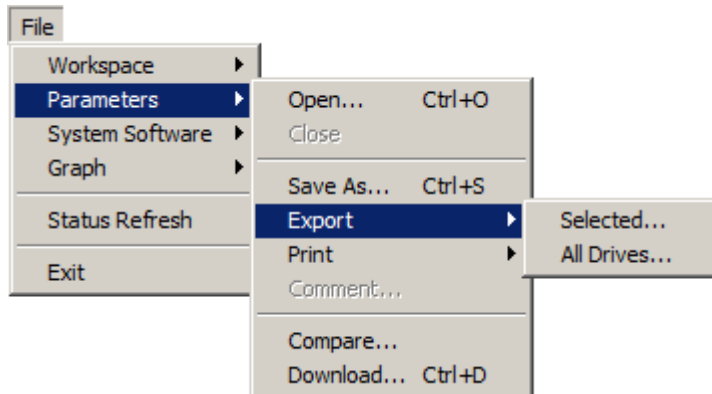 File
Workspace
Parameters
System Software
Graph
Status Refresh
Exit
Open... Ctrl+O
Close
Save As... Ctrl+S
Export
Print
Comment...
Compare...
Download... Ctrl+D
Selected...
All Drives...